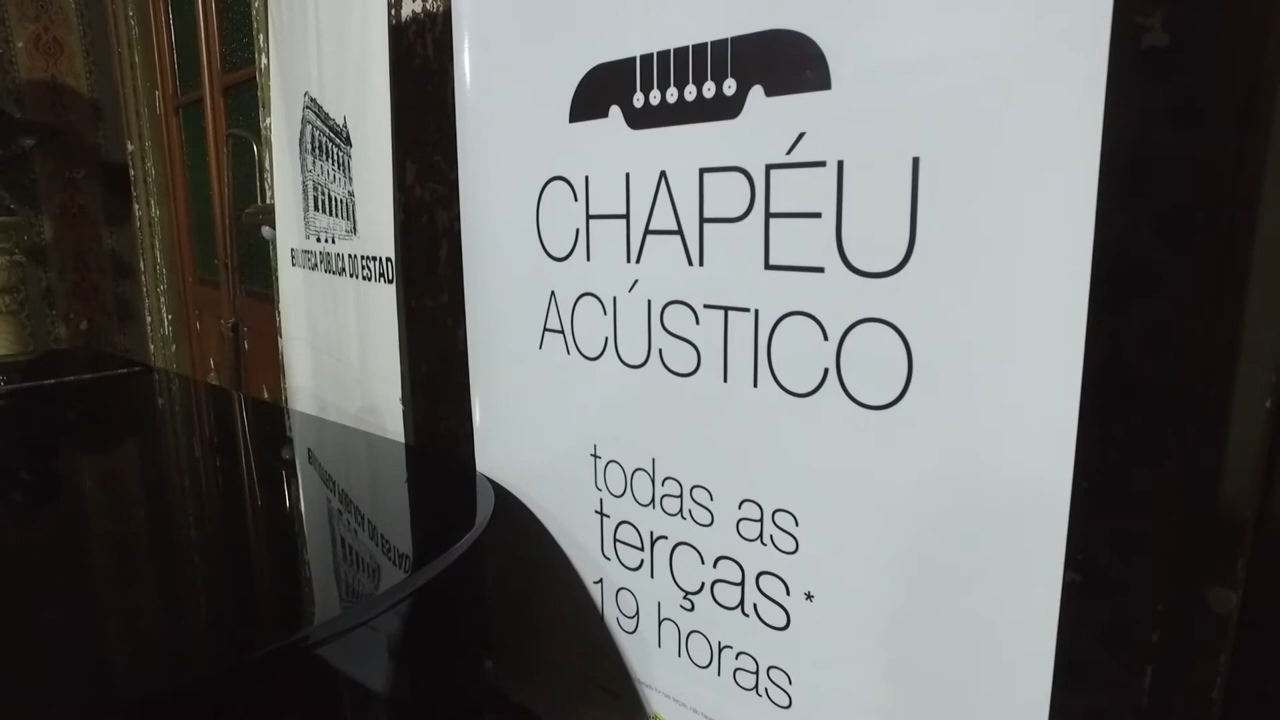 BIBLIOTECA PÚBLICA DO ESTAD
CHAPÉU
ACÚSTICO
todas as
terças*
19 horas